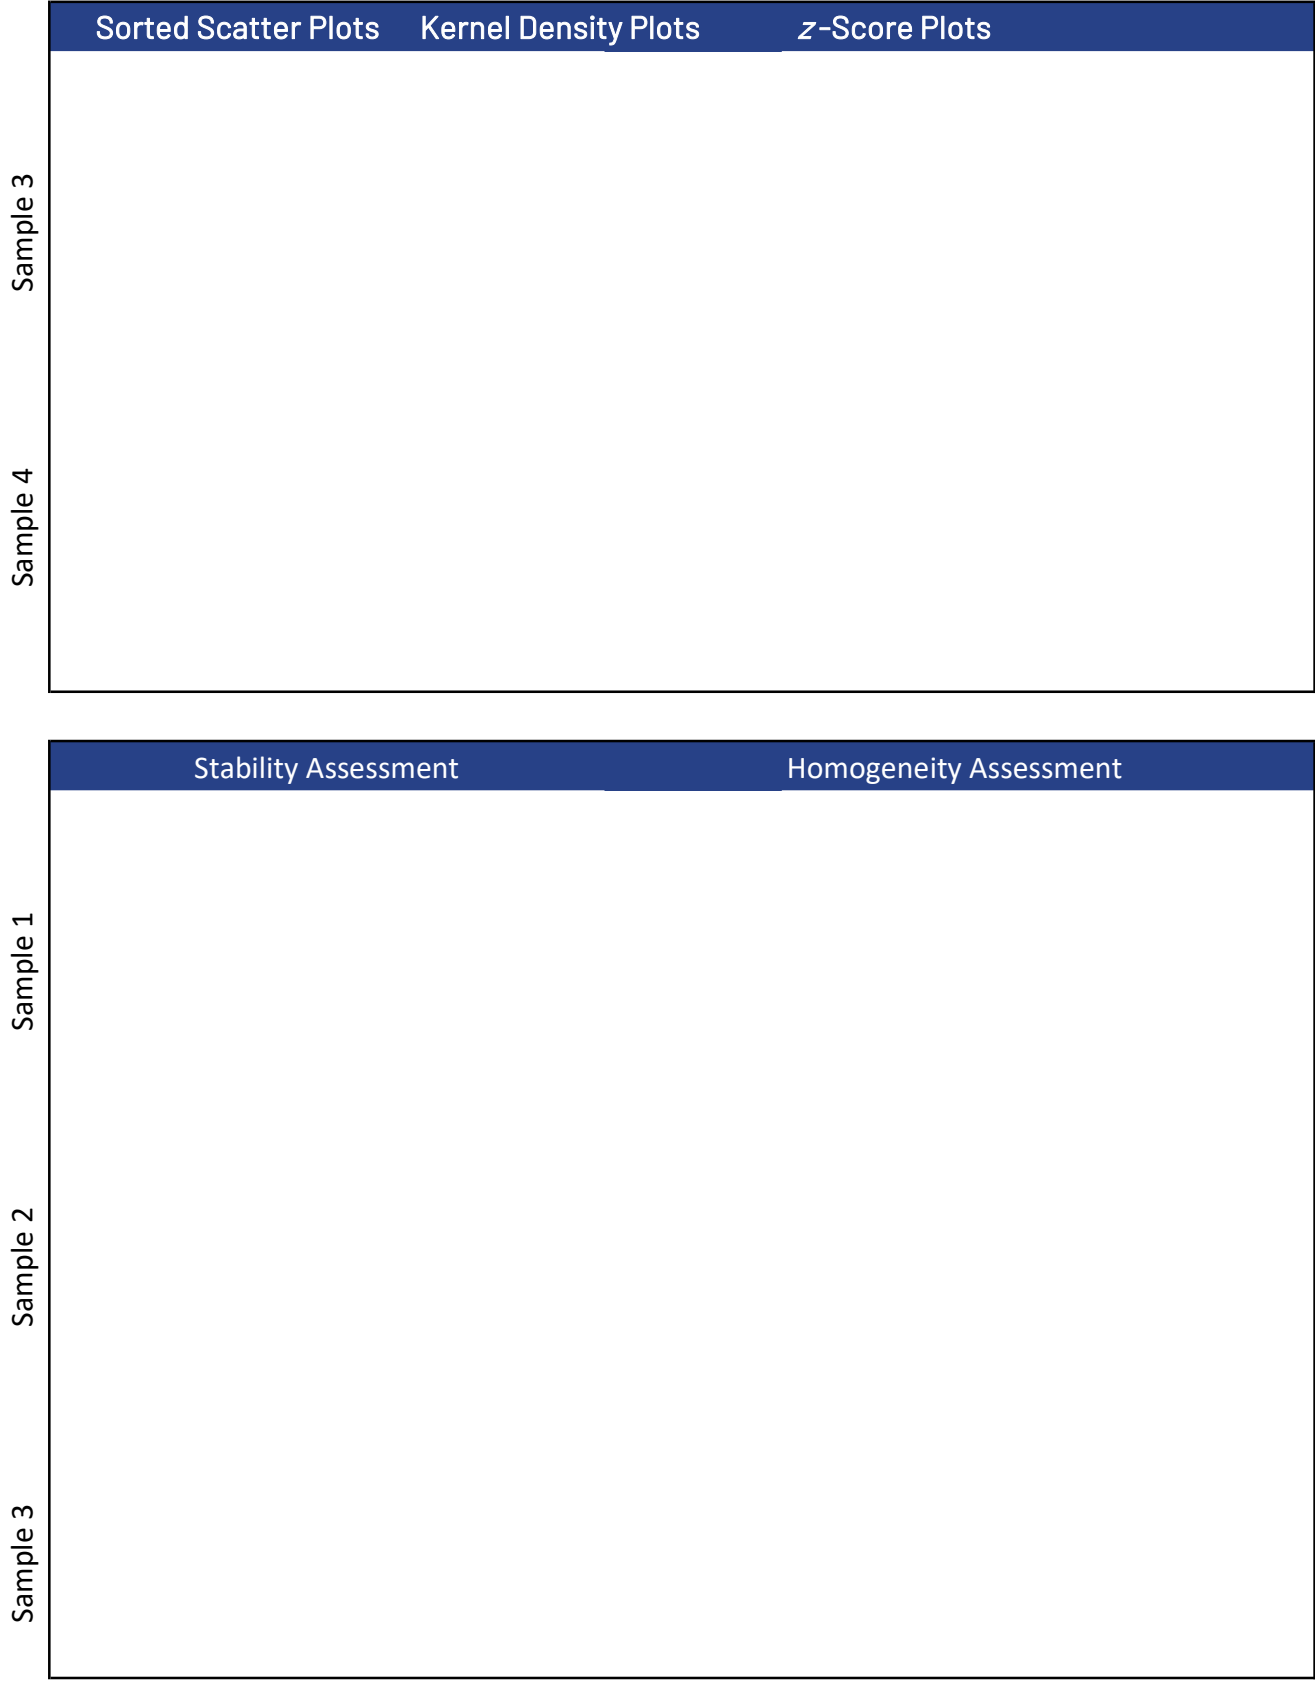 Sorted Scatter Plots Kernel Density Plots z-Score Plots
Sample 3
Sample 4
Stability Assessment Homogeneity Assessment
Sample 1
Sample 2
Sample 3